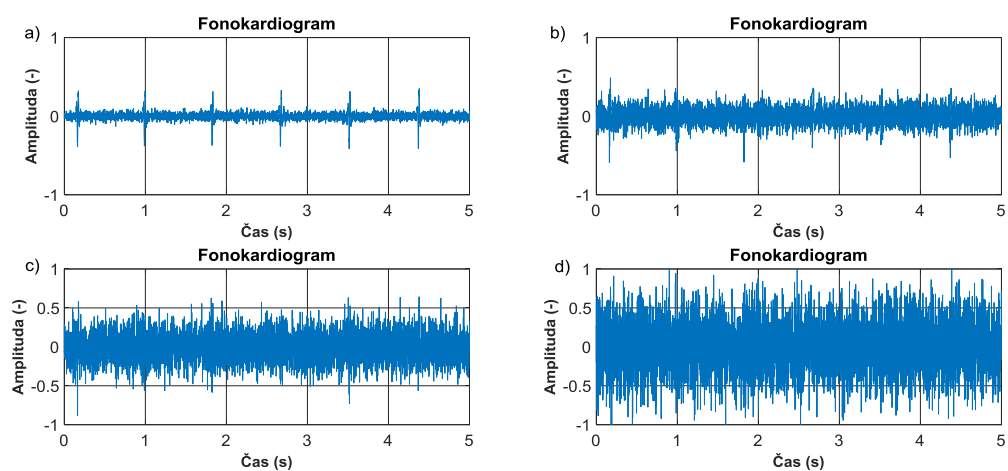 a)
Fonokardiogram
Amplituda (-)
1
0
-1
0 1 2 3 4 5
Čas (s)
b)
Fonokardiogram
Amplituda (-)
1
0
-1
0 1 2 3 4 5
Čas (s)
c)
Fonokardiogram
Amplituda (-)
1
0.5
0
-0.5
-1
0 1 2 3 4 5
Čas (s)
d)
Fonokardiogram
Amplituda (-)
1
0.5
0
-0.5
-1
0 1 2 3 4 5
Čas (s)